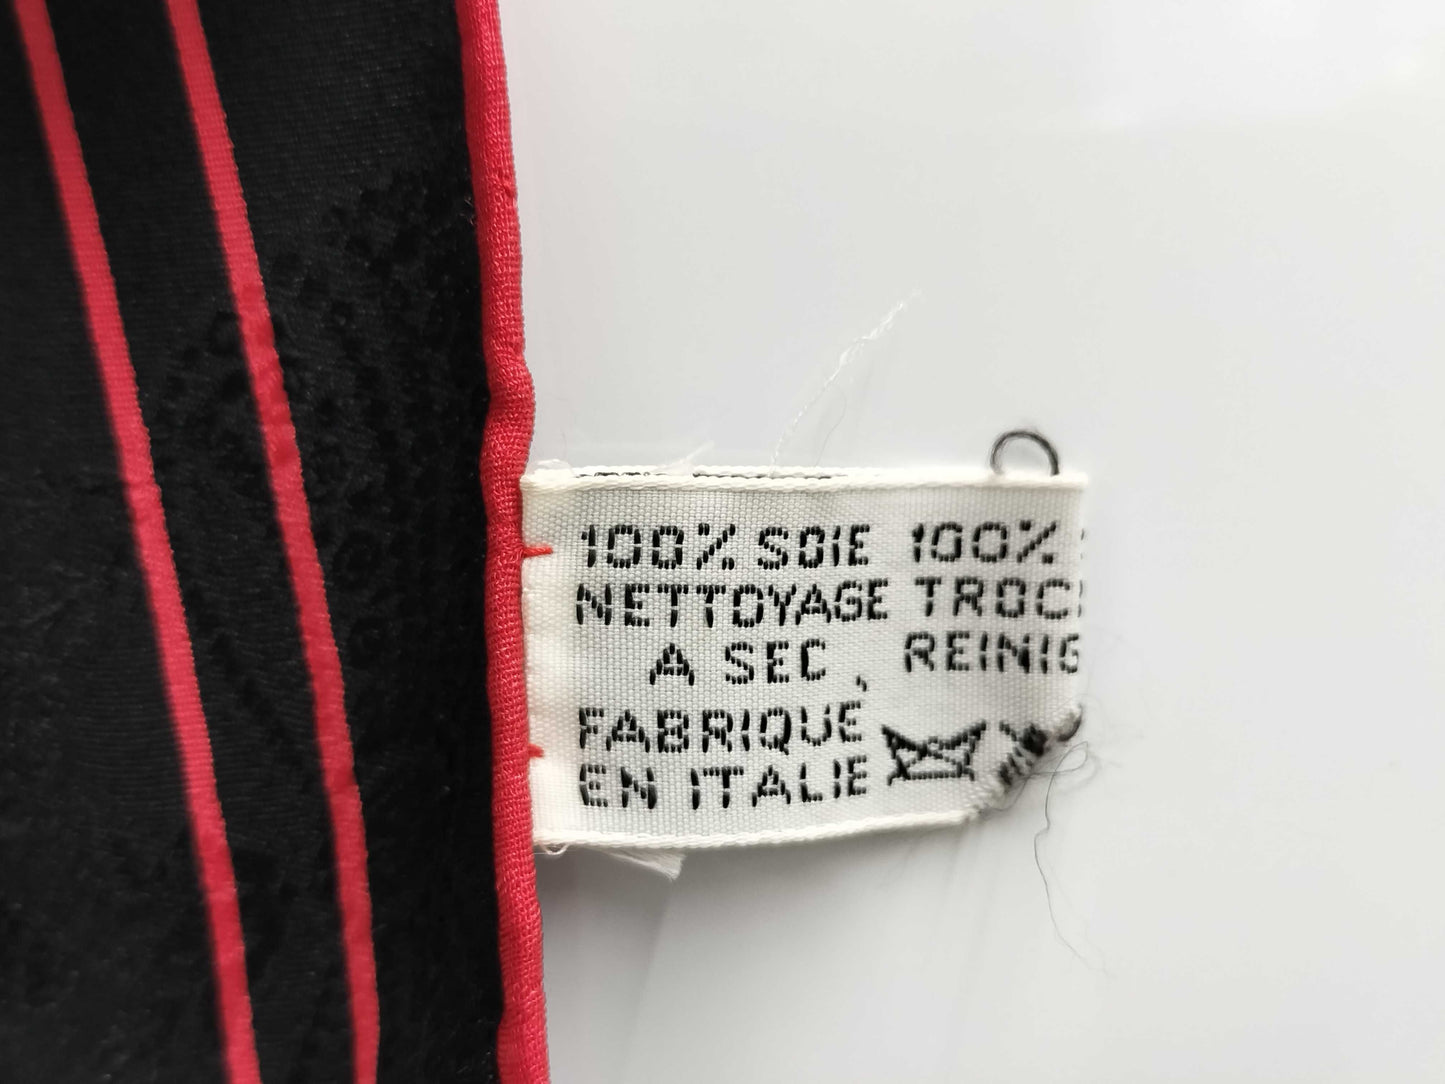 100% SOIE 100%
NETTOYAGE TROC
A SEC, REINIG
FABRIQUE
EN ITALIE